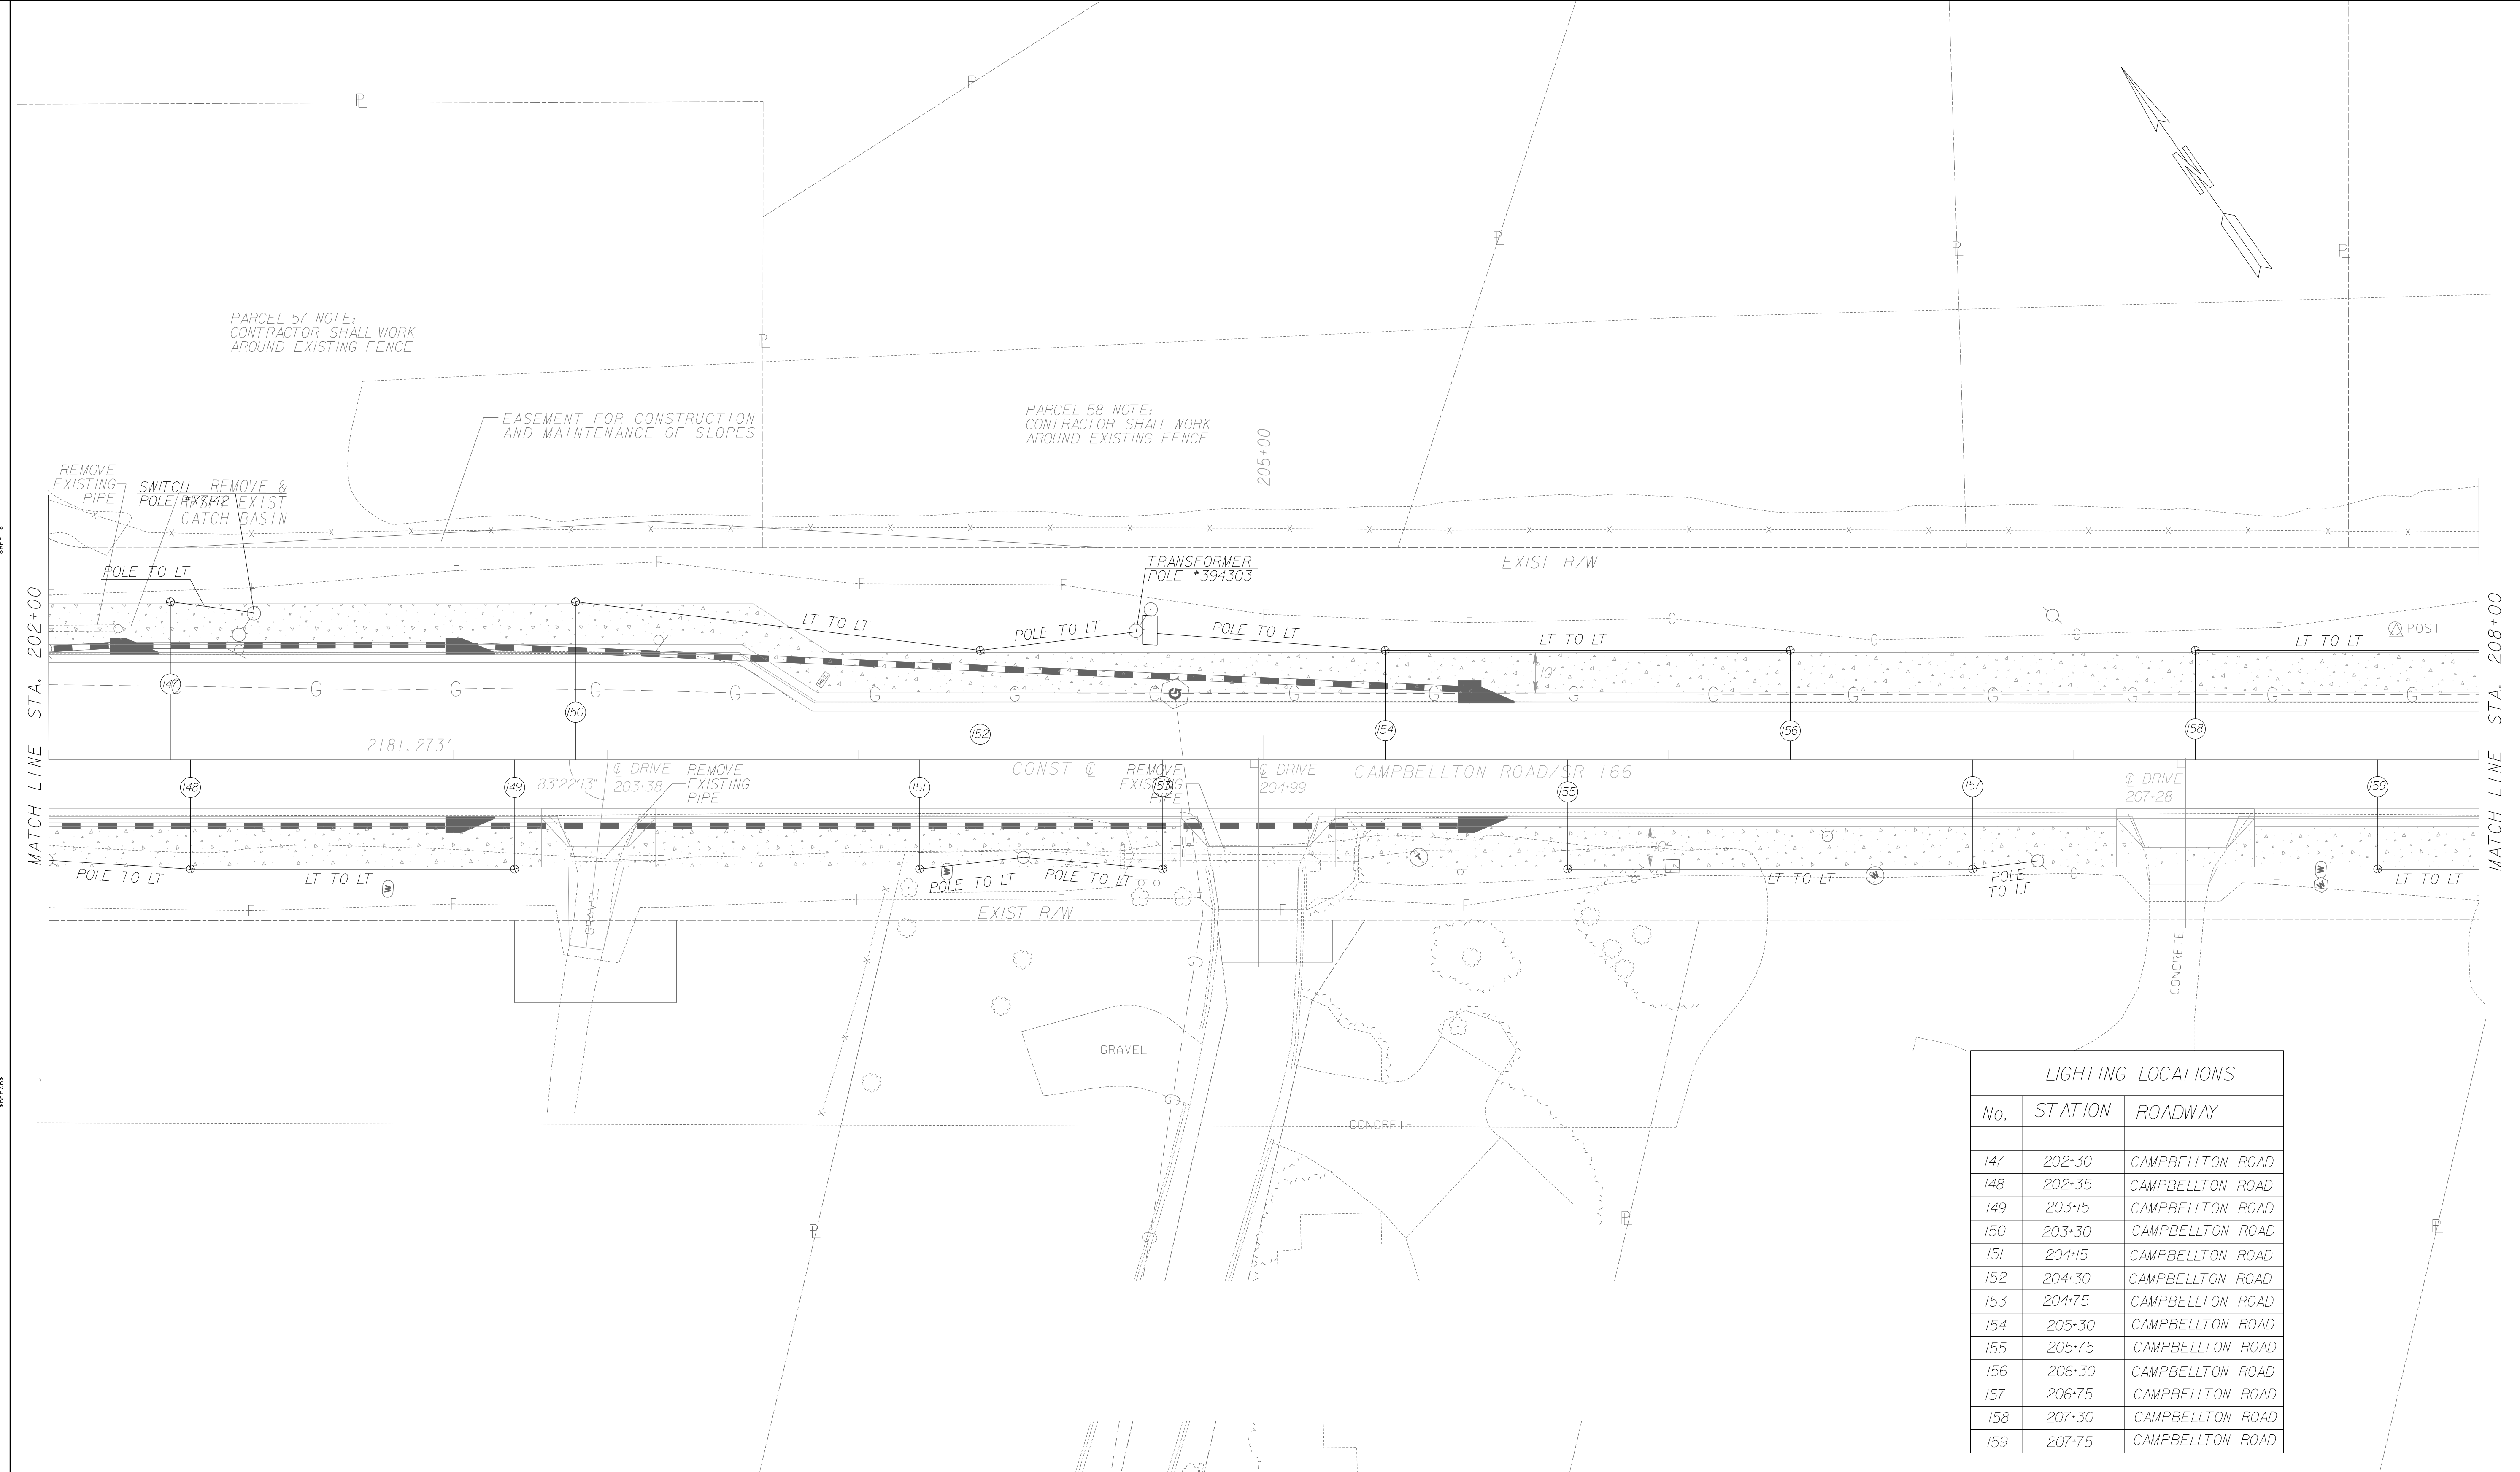 PARCEL 57 NOTE:
CONTRACTOR SHALL WORK
AROUND EXISTING FENCE
EASEMENT FOR CONSTRUCTION
AND MAINTENANCE OF SLOPES
PARCEL 58 NOTE:
CONTRACTOR SHALL WORK
AROUND EXISTING FENCE
205+00
REMOVE
EXISTING
PIPE
SWITCH
POLE #X7142
REMOVE &
RESET EXIST
CATCH BASIN
POLE TO LT
TRANSFORMER
POLE #394303
EXIST R/W
LT TO LT
POLE TO LT
POLE TO LT
LT TO LT
LT TO LT
POST
10'
MATCH LINE STA. 202+00
MATCH LINE STA. 208+00
G G G G G G G G G G G G G G G G
147
150
152
154
156
158
2181.273'
83°22'13"
℄ DRIVE
203+38
REMOVE
EXISTING
PIPE
CONST ℄
REMOVE
EXISTING
PIPE
℄ DRIVE
204+99
CAMPBELLTON ROAD/SR 166
℄ DRIVE
207+28
148
149
151
153
155
157
159
POLE TO LT
LT TO LT
POLE TO LT
POLE TO LT
LT TO LT
POLE
TO LT
LT TO LT
10'
EXIST R/W
GRAVEL
CONCRETE
GRAVEL
CONCRETE
LIGHTING LOCATIONS
No. STATION ROADWAY
147 202+30 CAMPBELLTON ROAD
148 202+35 CAMPBELLTON ROAD
149 203+15 CAMPBELLTON ROAD
150 203+30 CAMPBELLTON ROAD
151 204+15 CAMPBELLTON ROAD
152 204+30 CAMPBELLTON ROAD
153 204+75 CAMPBELLTON ROAD
154 205+30 CAMPBELLTON ROAD
155 205+75 CAMPBELLTON ROAD
156 206+30 CAMPBELLTON ROAD
157 206+75 CAMPBELLTON ROAD
158 207+30 CAMPBELLTON ROAD
159 207+75 CAMPBELLTON ROAD